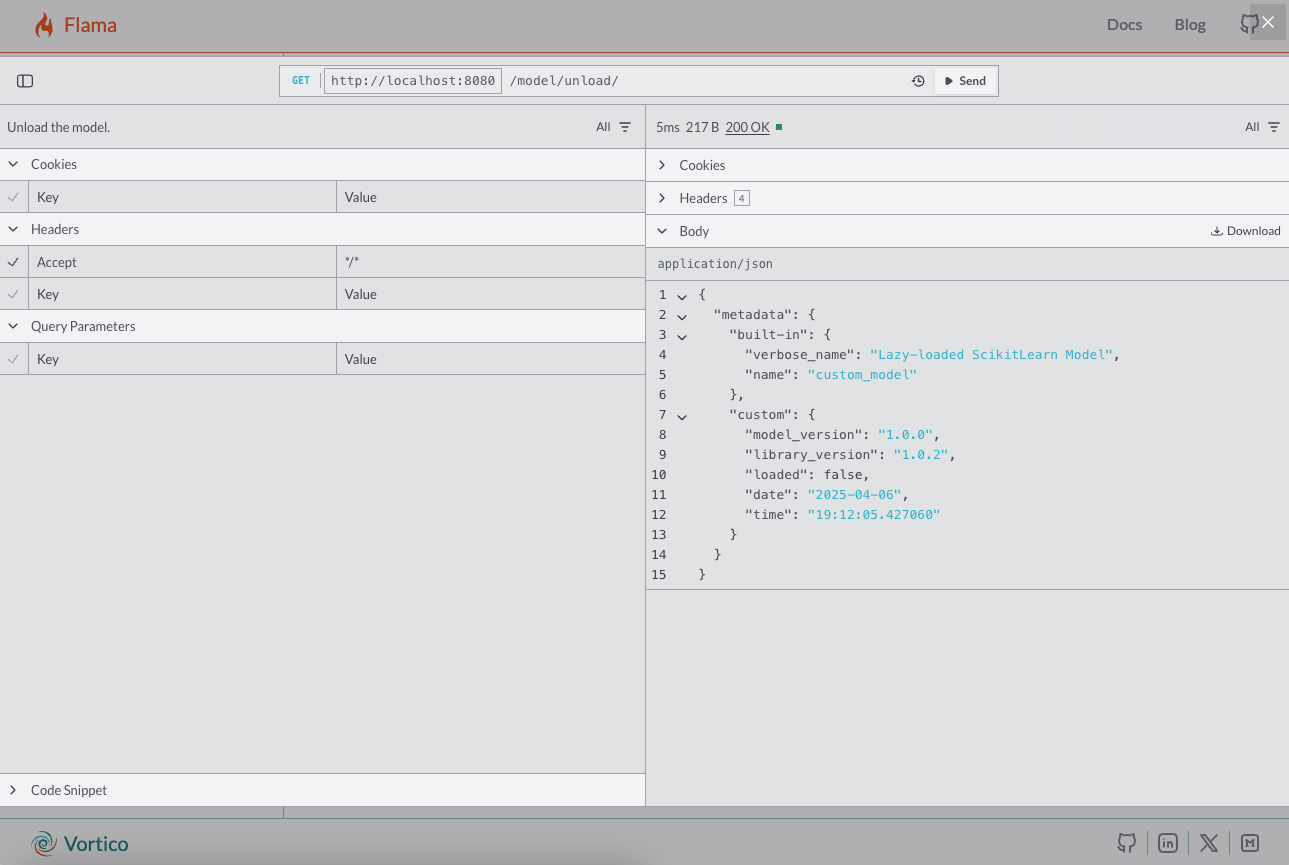 Flama
Docs
Blog
GET http://localhost:8080 /model/unload/
Send
Unload the model.
All
5ms 217 B 200 OK
All
Cookies
Key Value
Headers
Accept */*
Key Value
Query Parameters
Key Value
Code Snippet
Cookies
Headers 4
Body
Download
application/json
1 {
2 "metadata": {
3 "built-in": {
4 "verbose_name": "Lazy-loaded ScikitLearn Model",
5 "name": "custom_model"
6 },
7 "custom": {
8 "model_version": "1.0.0",
9 "library_version": "1.0.2",
10 "loaded": false,
11 "date": "2025-04-06",
12 "time": "19:12:05.427060"
13 }
14 }
15 }
Vortico